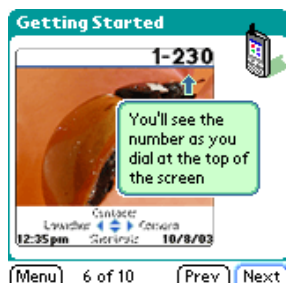 Getting Started
1-230
You'll see the
number as you
dial at the top of
the screen
Contacts
Launcher Camera
12:35pm 10/8/03
Menu 6 of 10 Prev Next